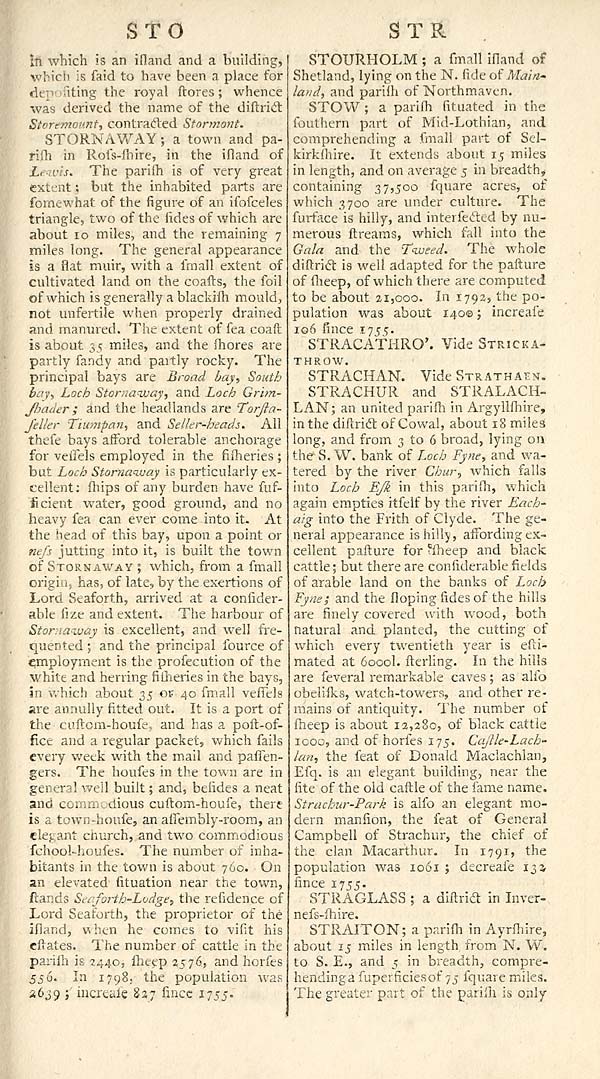 STO
in which is an iſland and a building,
which is ſaid to have been a place for
depoſiting the royal ſtores; whence
was derived the name of the diſtrict
Storemount, contracted Stormont.
STORNAWAY; a town and pa-
riſh in Roſs-ſhire, in the iſland of
Lewis. The pariſh is of very great
extent; but the inhabited parts are
ſomewhat of the figure of an iſoſceles
triangle, two of the ſides of which are
about 10 miles, and the remaining 7
miles long. The general appearance
is a flat muir, with a ſmall extent of
cultivated land on the coaſts, the ſoil
of which is generally a blackiſh mould,
not unfertile when properly drained
and manured. The extent of ſea coaſt
is about 35 miles, and the ſhores are
partly ſandy and partly rocky. The
principal bays are Broad bay, South
bay, Loch Stornaway, and Loch Grim-
ſhader; and the headlands are Torſta-
ſeller Tiumpan, and Seller-heads. All
theſe bays afford tolerable anchorage
for veſſels employed in the fiſheries;
but Loch Stornaway is particularly ex-
cellent: ſhips of any burden have ſuf-
ficient water, good ground, and no
heavy ſea can ever come into it. At
the head of this bay, upon a point or
neſs jutting into it, is built the town
of STORNAWAY; which, from a ſmall
origin, has, of late, by the exertions of
Lord Seaforth, arrived at a conſider-
able ſize and extent. The harbour of
Stornaway is excellent, and well fre-
quented; and the principal ſource of
employment is the proſecution of the
white and herring fiſheries in the bays,
in which about 35 or 40 ſmall veſſels
are annully fitted out. It is a port of
the cuſtom-houſe, and has a poſt-of-
fice and a regular packet, which ſails
every week with the mail and paſſen-
gers. The houſes in the town are in
general well built; and, beſides a neat
and commodious cuſtom-houſe, there
is a town-houſe, an aſſembly-room, an
elegant church, and two commodious
ſchool-houſes. The number of inha-
bitants in the town is about 760. On
an elevated ſituation near the town,
ſtands Seaforth-Lodge, the reſidence of
Lord Seaforth, the proprietor of the
iſland, when he comes to viſit his
eſtates. The number of cattle in the
pariſh is 2440, ſheep 2576, and horſes
556. In 1798, the population was
2639; increaſe 827 ſince 1755.
STR
STOURHOLM; a ſmall iſland of
Shetland, lying on the N. ſide of Main-
land, and pariſh of Northmaven.
STOW; a pariſh ſituated in the
ſouthern part of Mid-Lothian, and
comprehending a ſmall part of Sel-
kirkſhire. It extends about 15 miles
in length, and on average 5 in breadth,
containing 37,500 ſquare acres, of
which 3700 are under culture. The
ſurface is hilly, and interſected by nu-
merous ſtreams, which fall into the
Gala and the Tweed. The whole
diſtrict is well adapted for the paſture
of ſheep, of which there are computed
to be about 21,000. In 1792, the po-
pulation was about 1400; increaſe
106 ſince 1755.
STRACATHRO'. Vide STRICKA-
THROW.
STRACHAN. Vide STRATHAEN.
STRACHUR and STRALACH-
LAN; an united pariſh in Argyllſhire,
in the diſtrict of Cowal, about 18 miles
long, and from 3 to 6 broad, lying on
the S. W. bank of Loch Fyne, and wa-
tered by the river Chur, which falls
into Loch Eſk in this pariſh, which
again empties itſelf by the river Each-
aig into the Frith of Clyde. The ge-
neral appearance is hilly, affording ex-
cellent paſture for ſheep and black
cattle; but there are conſiderable fields
of arable land on the banks of Loch
Fyne; and the ſloping ſides of the hills
are finely covered with wood, both
natural and planted, the cutting of
which every twentieth year is eſti-
mated at 6000l. ſterling. In the hills
are ſeveral remarkable caves; as alſo
obeliſks, watch-towers, and other re-
mains of antiquity. The number of
ſheep is about 12,280, of black cattle
1000, and of horſes 175. Caſtle-Lach-
lan, the ſeat of Donald Maclachlan,
Eſq. is an elegant building, near the
ſite of the old caſtle of the ſame name.
Strachur-Park is alſo an elegant mo-
dern manſion, the ſeat of General
Campbell of Strachur, the chief of
the clan Macarthur. In 1791, the
population was 1061; decreaſe 132
ſince 1755.
STRAGLASS; a diſtrict in Inver-
neſs-ſhire.
STRAITON; a pariſh in Ayrſhire,
about 15 miles in length from N. W.
to S. E., and 5 in breadth, compre-
hending a ſuperficies of 75 ſquare miles.
The greater part of the pariſh is only